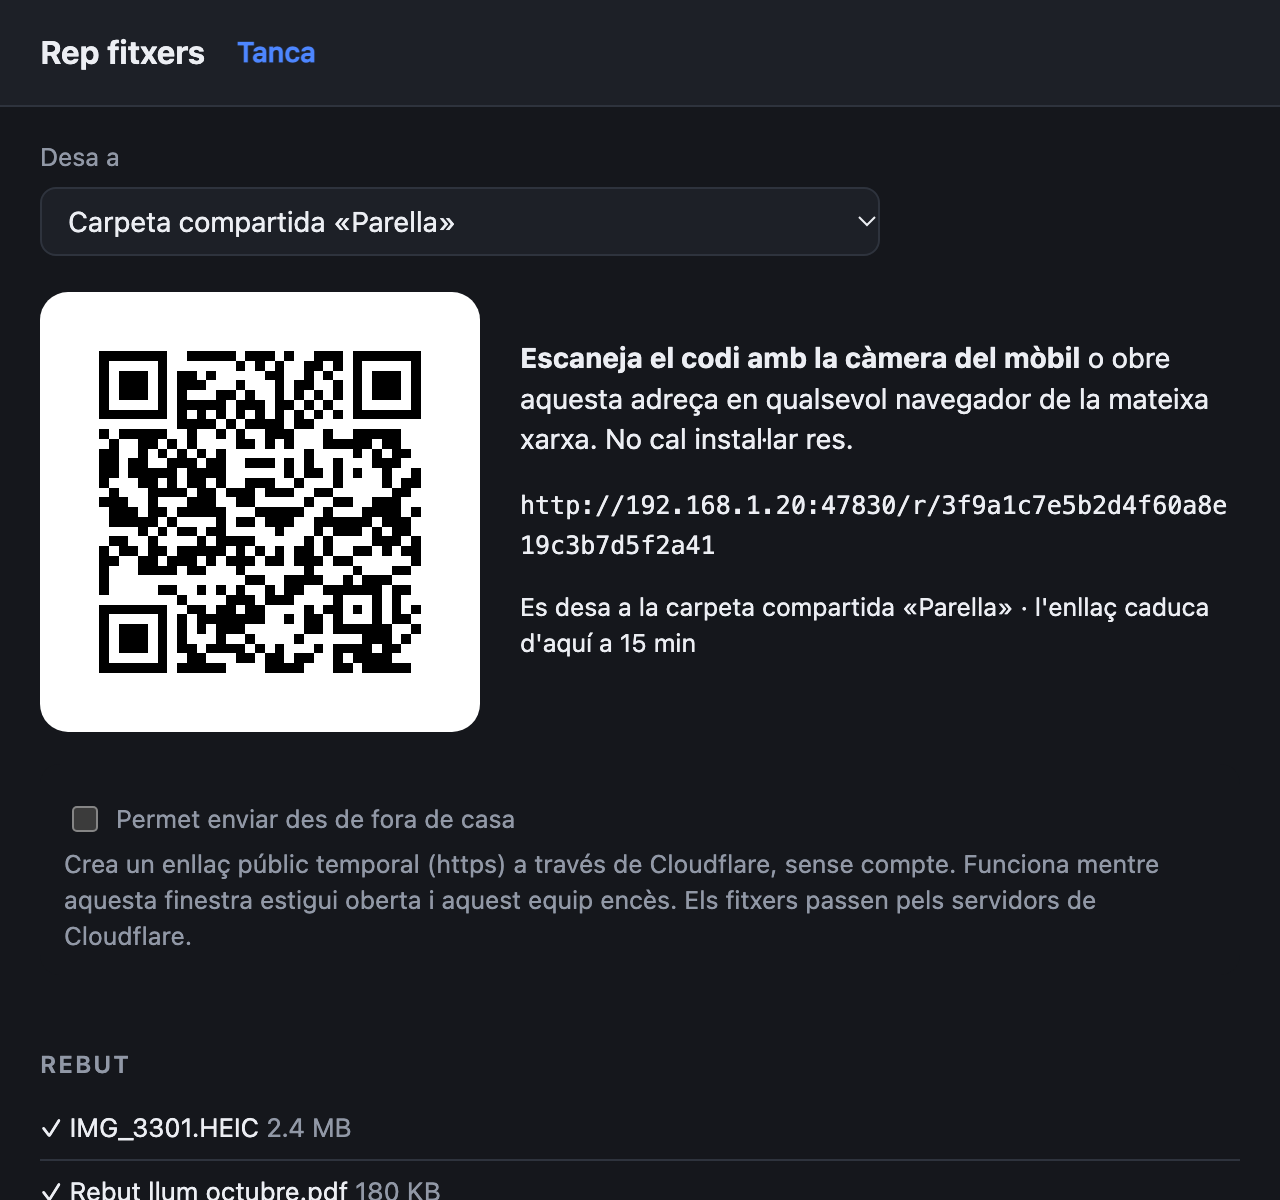 Rep fitxers Tanca
Desa a
Carpeta compartida «Parella»
Escaneja el codi amb la càmera del mòbil o obre
aquesta adreça en qualsevol navegador de la mateixa
xarxa. No cal instal·lar res.
http://192.168.1.20:47830/r/3f9a1c7e5b2d4f60a8e
19c3b7d5f2a41
Es desa a la carpeta compartida «Parella» · l'enllaç caduca
d'aquí a 15 min
Permet enviar des de fora de casa
Crea un enllaç públic temporal (https) a través de Cloudflare, sense compte. Funciona mentre
aquesta finestra estigui oberta i aquest equip encès. Els fitxers passen pels servidors de
Cloudflare.
REBUT
✓ IMG_3301.HEIC 2.4 MB
✓ Rebut llum octubre.pdf 180 KB